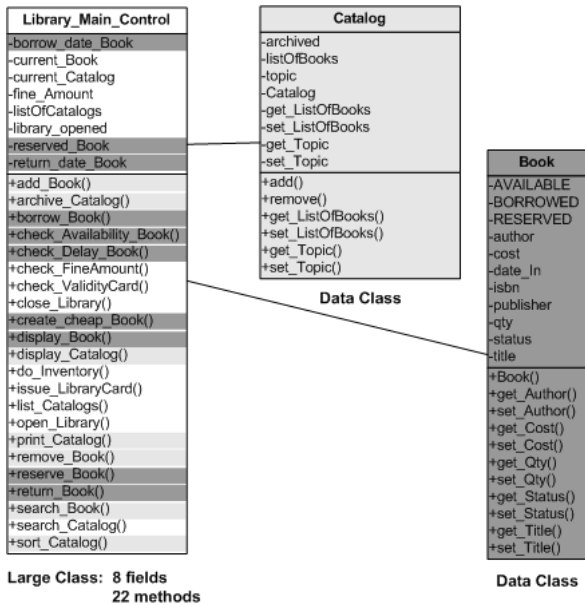 Library_Main_Control
-borrow_date_Book
-current_Book
-current_Catalog
-fine_Amount
-listOfCatalogs
-library_opened
-reserved_Book
-return_date_Book
+add_Book()
+archive_Catalog()
+borrow_Book()
+check_Availability_Book()
+check_Delay_Book()
+check_FineAmount()
+check_ValidityCard()
+close_Library()
+create_cheap_Book()
+display_Book()
+display_Catalog()
+do_Inventory()
+issue_LibraryCard()
+list_Catalogs()
+open_Library()
+print_Catalog()
+remove_Book()
+reserve_Book()
+return_Book()
+search_Book()
+search_Catalog()
+sort_Catalog()
Large Class: 8 fields
22 methods
Catalog
-archived
-listOfBooks
-topic
-Catalog
-get_ListOfBooks
-set_ListOfBooks
-get_Topic
-set_Topic
+add()
+remove()
+get_ListOfBooks()
+set_ListOfBooks()
+get_Topic()
+set_Topic()
Data Class
Book
-AVAILABLE
-BORROWED
-RESERVED
-author
-cost
-date_In
-isbn
-publisher
-qty
-status
-title
+Book()
+get_Author()
+set_Author()
+get_Cost()
+set_Cost()
+get_Qty()
+set_Qty()
+get_Status()
+set_Status()
+get_Title()
+set_Title()
Data Class